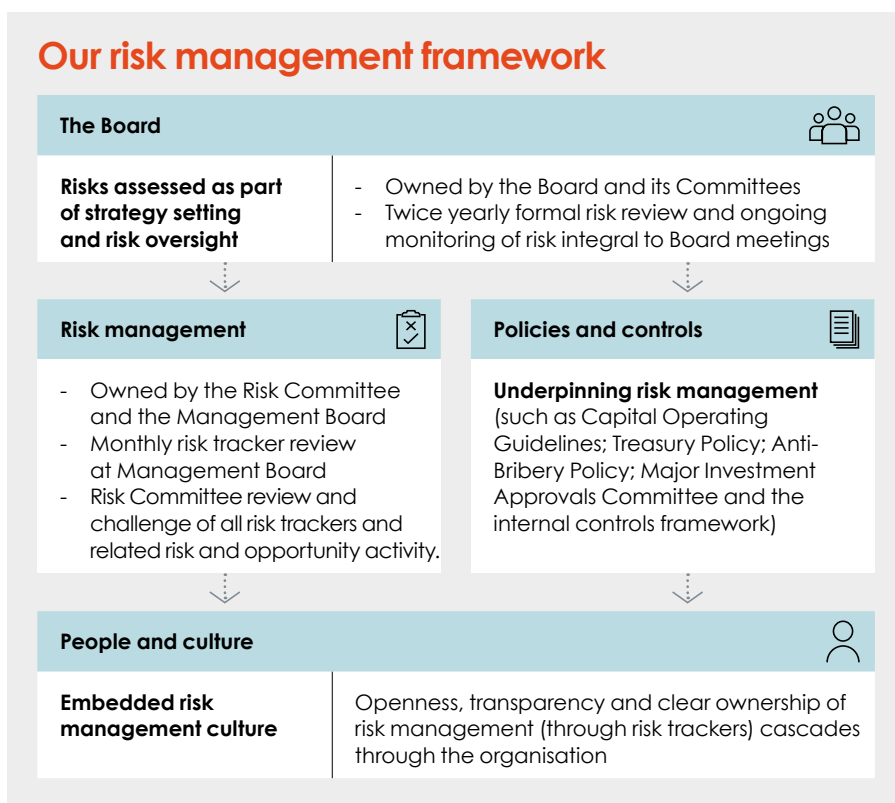 Our risk management framework
The Board
Risks assessed as part
of strategy setting
and risk oversight
- Owned by the Board and its Committees
- Twice yearly formal risk review and ongoing
monitoring of risk integral to Board meetings
Risk management
- Owned by the Risk Committee
and the Management Board
- Monthly risk tracker review
at Management Board
- Risk Committee review and
challenge of all risk trackers and
related risk and opportunity activity.
Policies and controls
Underpinning risk management
(such as Capital Operating
Guidelines; Treasury Policy; Anti-
Bribery Policy; Major Investment
Approvals Committee and the
internal controls framework)
People and culture
Embedded risk
management culture
Openness, transparency and clear ownership of
risk management (through risk trackers) cascades
through the organisation